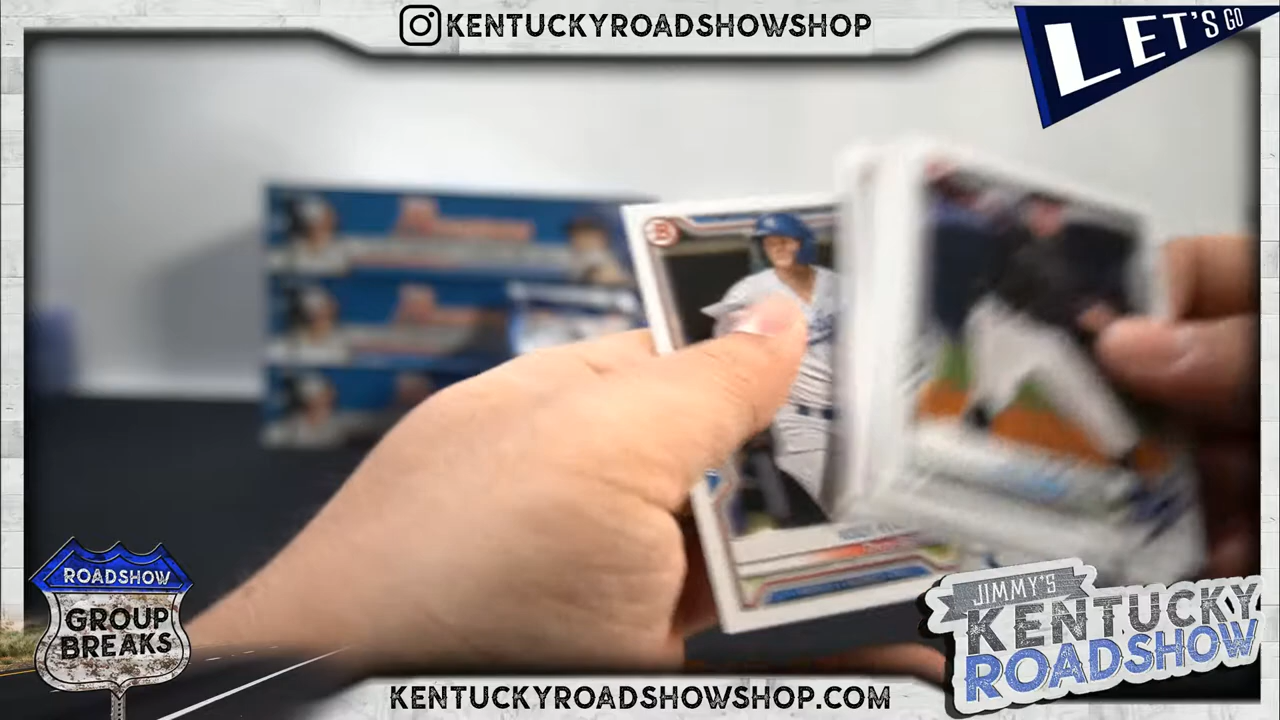 KENTUCKYROADSHOWSHOP
LET'S GO
B
ROADSHOW
GROUP
BREAKS
JIMMY'S
KENTUCKY
ROADSHOW
KENTUCKYROADSHOWSHOP.COM